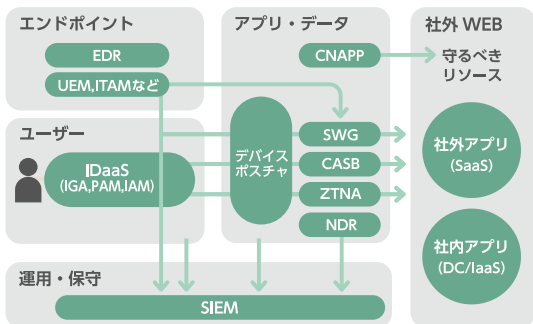 エンドポイント
EDR
UEM,ITAMなど
ユーザー
IDaaS
(IGA,PAM,IAM)
アプリ・データ
CNAPP
デバイス
ポスチャ
SWG
CASB
ZTNA
NDR
社外 WEB
守るべき
リソース
社外アプリ
(SaaS)
社内アプリ
(DC/IaaS)
運用・保守
SIEM